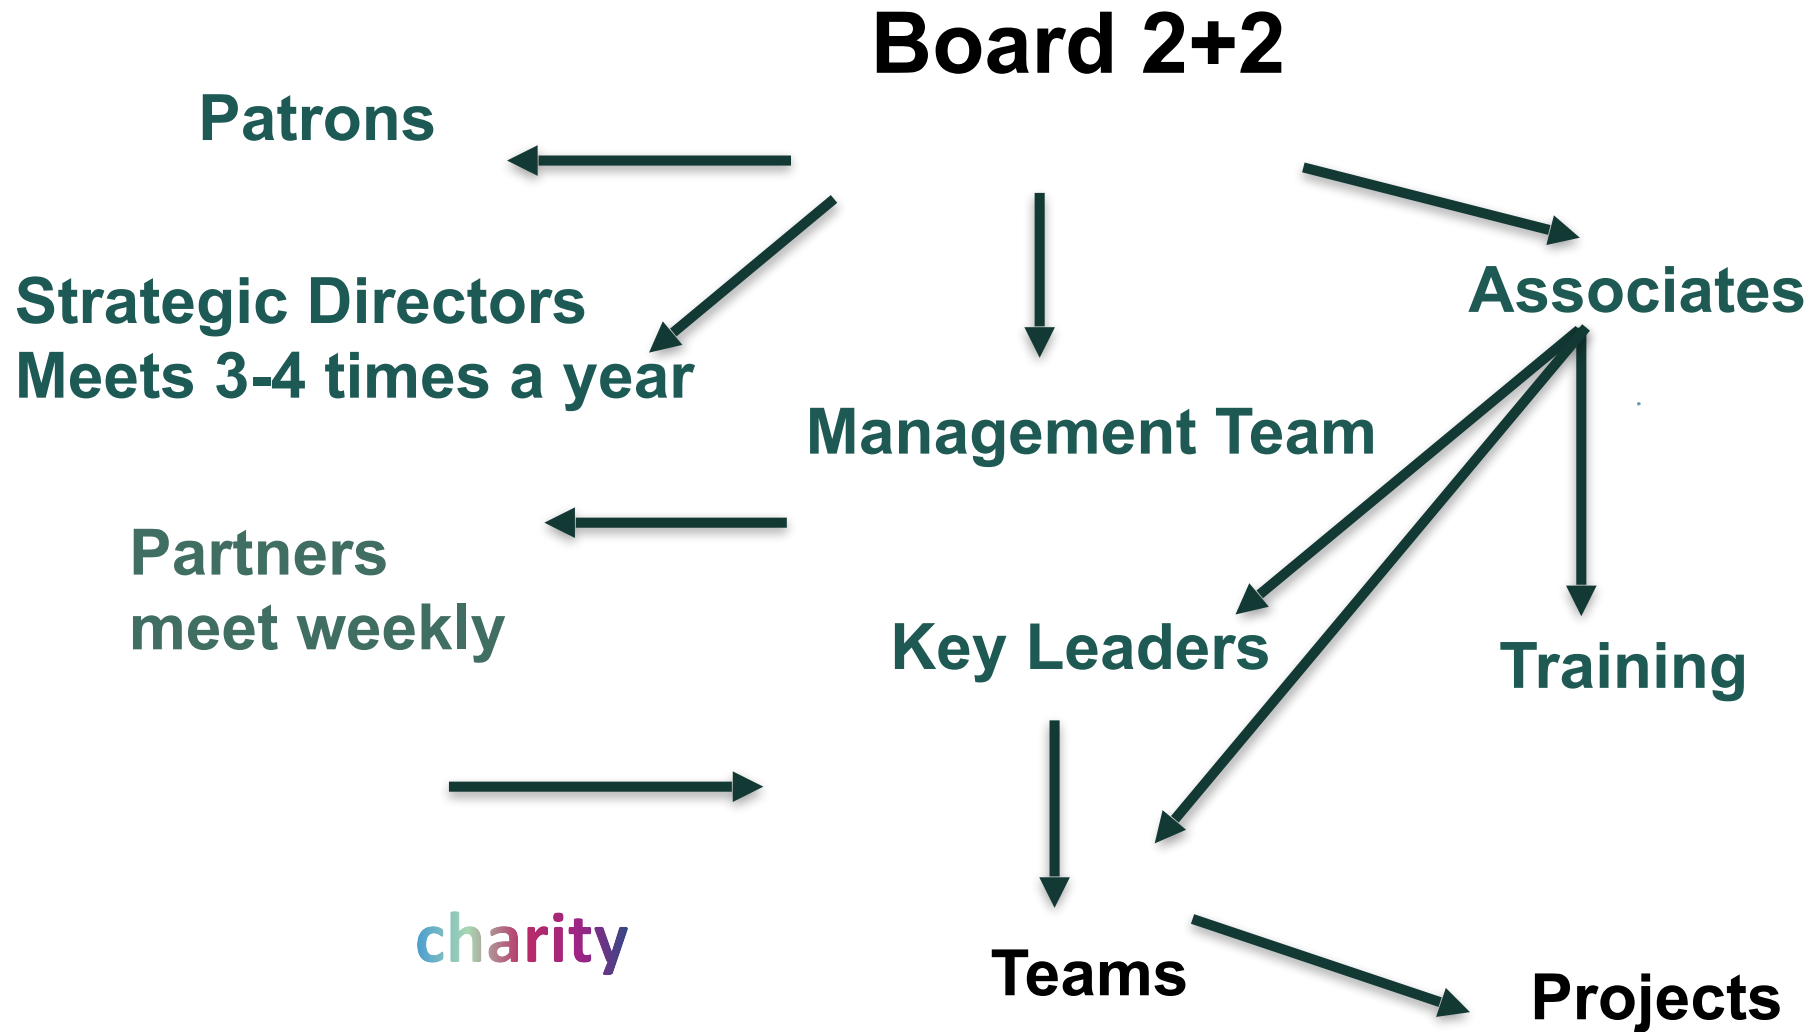 Board 2+2
Patrons
Strategic Directors
Meets 3-4 times a year
Associates
Management Team
Partners
meet weekly
Key Leaders
Training
charity
Teams
Projects